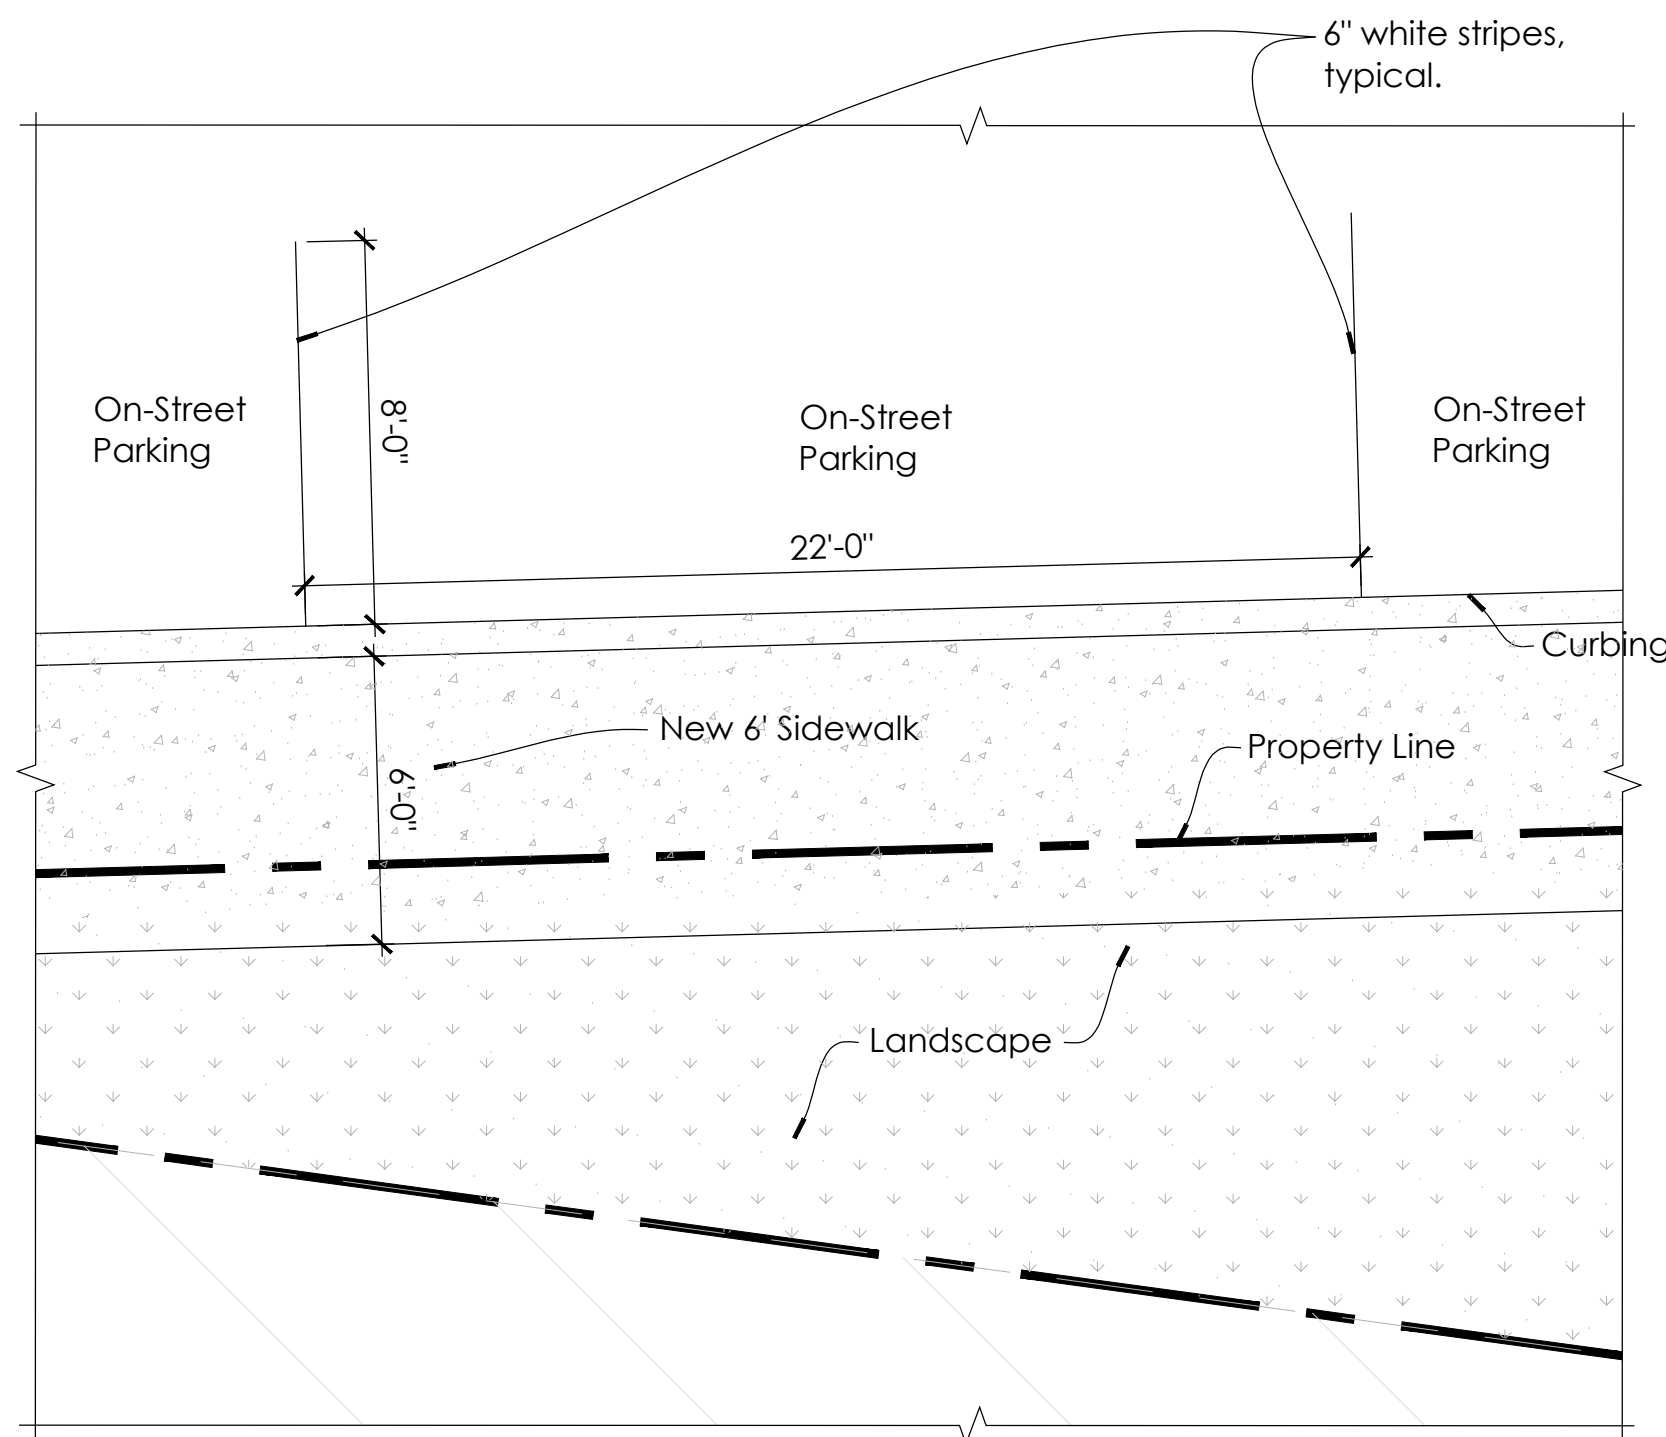 6" white stripes,
typical.
On-Street
Parking
8'-0"
On-Street
Parking
On-Street
Parking
22'-0"
Curbing
New 6' Sidewalk
Property Line
6'-0"
Landscape